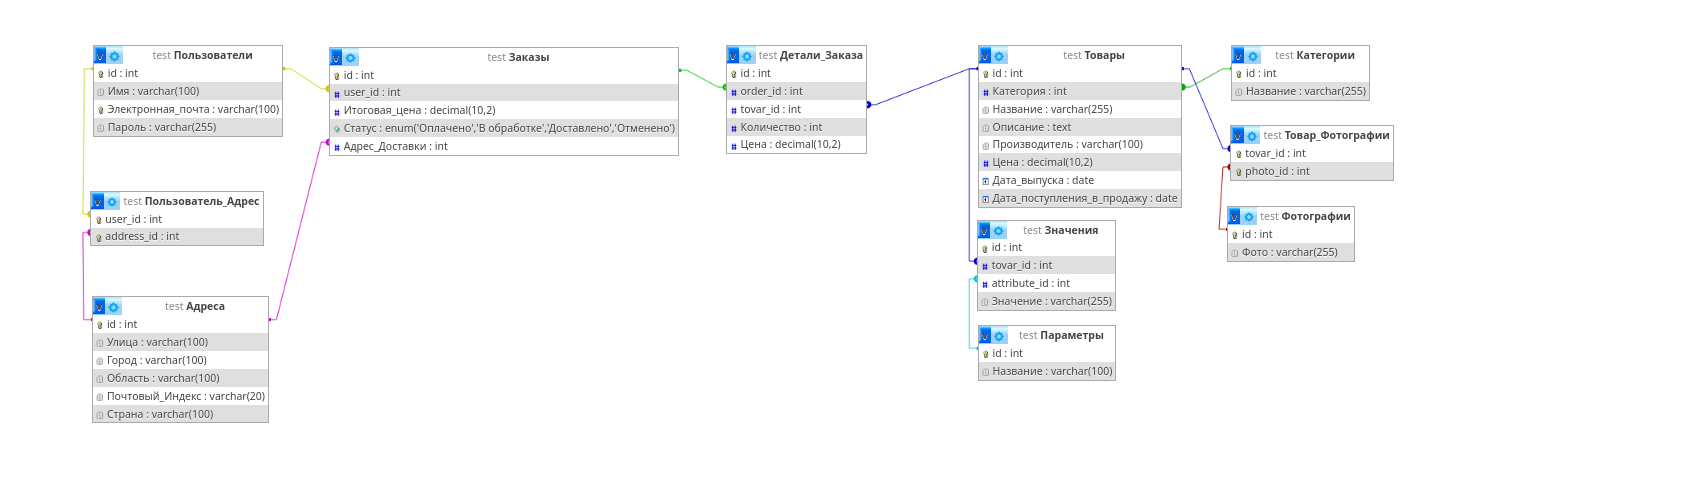 test Пользователи
id : int
Имя : varchar(100)
Электронная_почта : varchar(100)
Пароль : varchar(255)
test Пользователь_Адрес
user_id : int
address_id : int
test Адреса
id : int
Улица : varchar(100)
Город : varchar(100)
Область : varchar(100)
Почтовый_Индекс : varchar(20)
Страна : varchar(100)
test Заказы
id : int
user_id : int
Итоговая_цена : decimal(10,2)
Статус : enum('Оплачено','В обработке','Доставлено','Отменено')
Адрес_Доставки : int
test Детали_Заказа
id : int
order_id : int
tovar_id : int
Количество : int
Цена : decimal(10,2)
test Товары
id : int
Категория : int
Название : varchar(255)
Описание : text
Производитель : varchar(100)
Цена : decimal(10,2)
Дата_выпуска : date
Дата_поступления_в_продажу : date
test Значения
id : int
tovar_id : int
attribute_id : int
Значение : varchar(255)
test Параметры
id : int
Название : varchar(100)
test Категории
id : int
Название : varchar(255)
test Товар_Фотографии
tovar_id : int
photo_id : int
test Фотографии
id : int
Фото : varchar(255)